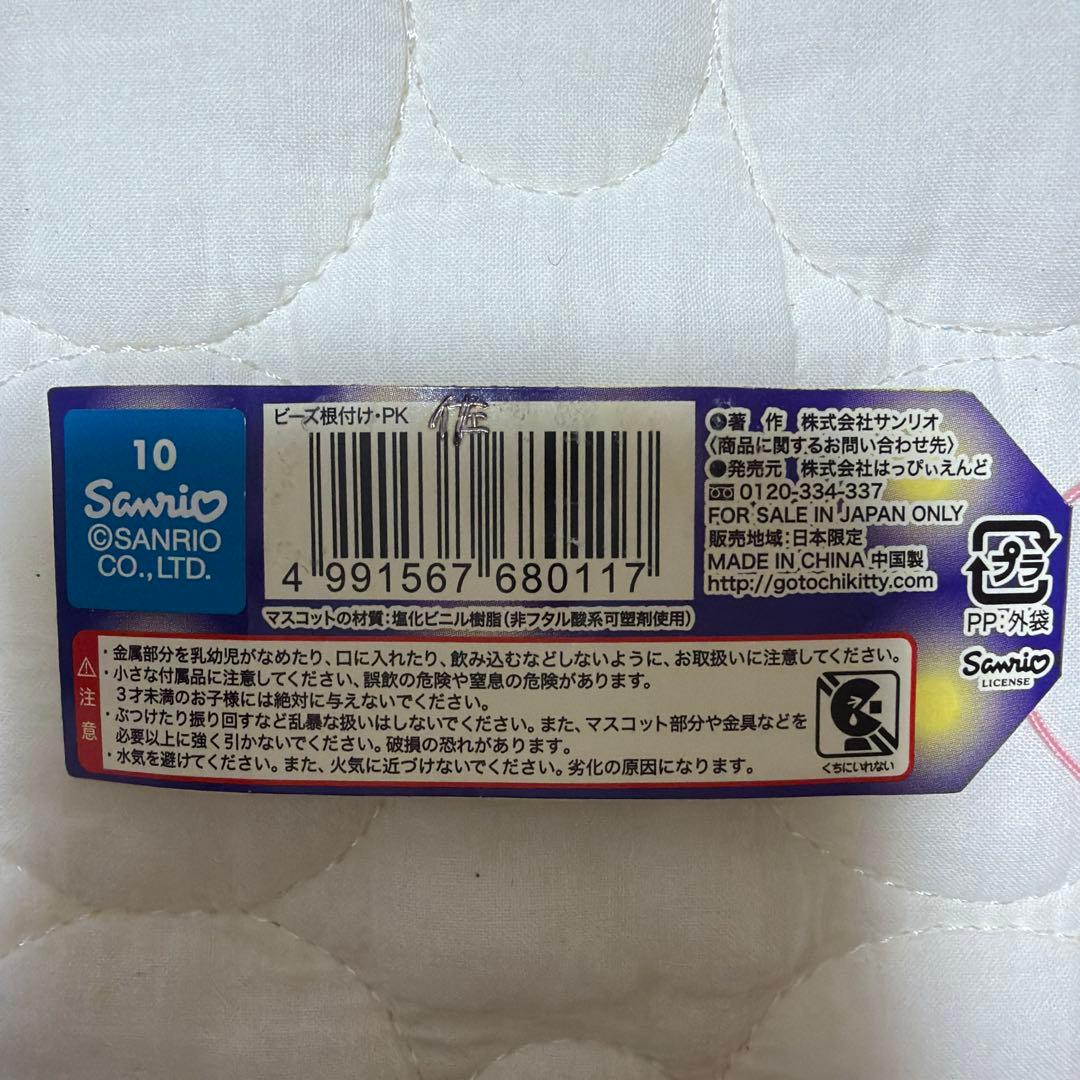 10
Sanrio
©SANRIO
CO.,LTD.
ビーズ根付け・PK
作
4 991567 680117
マスコットの材質:塩化ビニル樹脂(非フタル酸系可塑剤使用)
●著 作 株式会社サンリオ
〈商品に関するお問い合わせ先〉
●発売元 株式会社はっぴぃえんど
0120-334-337
FOR SALE IN JAPAN ONLY
販売地域:日本限定
MADE IN CHINA 中国製
http://gotochikitty.com
プラ
PP:外袋
Sanrio
LICENSE
注意
・金属部分を乳幼児がなめたり、口に入れたり、飲み込むなどしないように、お取扱いに注意してください。
・小さな付属品に注意してください、誤飲の危険や窒息の危険があります。
3才未満のお子様には絶対に与えないでください。
・ぶつけたり振り回すなど乱暴な扱いはしないでください。また、マスコット部分や金具などを
必要以上に強く引かないでください。破損の恐れがあります。
・水気を避けてください。また、火気に近づけないでください。劣化の原因になります。
くちにいれない